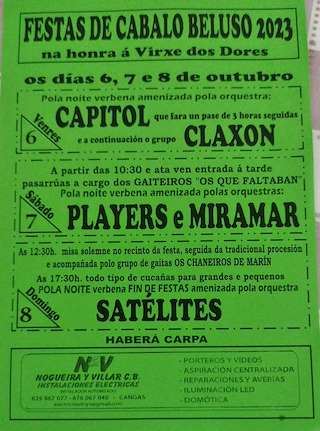 FESTAS DE CABALO BELUSO 2023
na honra á Virxe dos Dores
os días 6, 7 e 8 de outubro
Pola noite verbena amenizada pola orquestra:
Venres
6
CAPITOL que fara un pase de 3 horas seguidas
e a continuación o grupo CLAXON
A partir das 10:30 e ata ven entrada á tarde
pasarrúas a cargo dos GAITEIROS "OS QUE FALTABAN"
Pola noite verbena amenizada polas orquestras:
Sábado
7
PLAYERS e MIRAMAR
As 12:30h. misa solemne no recinto da festa, seguida da tradicional procesión
e acompañada polo grupo de gaitas OS CHANEIROS DE MARÍN
As 17:30h. todo tipo de cucañas para grandes e pequenos
POLA NOITE verbena FIN DE FESTAS amenizada pola orquestra
Domingo
8
SATÉLITES
HABERÁ CARPA
NV
NOGUEIRA Y VILLAR C.B.
INSTALACIONES ELECTRICAS
- CANGAS
- PORTEROS Y VIDEOS
- ASPIRACIÓN CENTRALIZADA
- REPARACIONES Y AVERÍAS
- ILUMINACIÓN LED
- DOMÓTICA